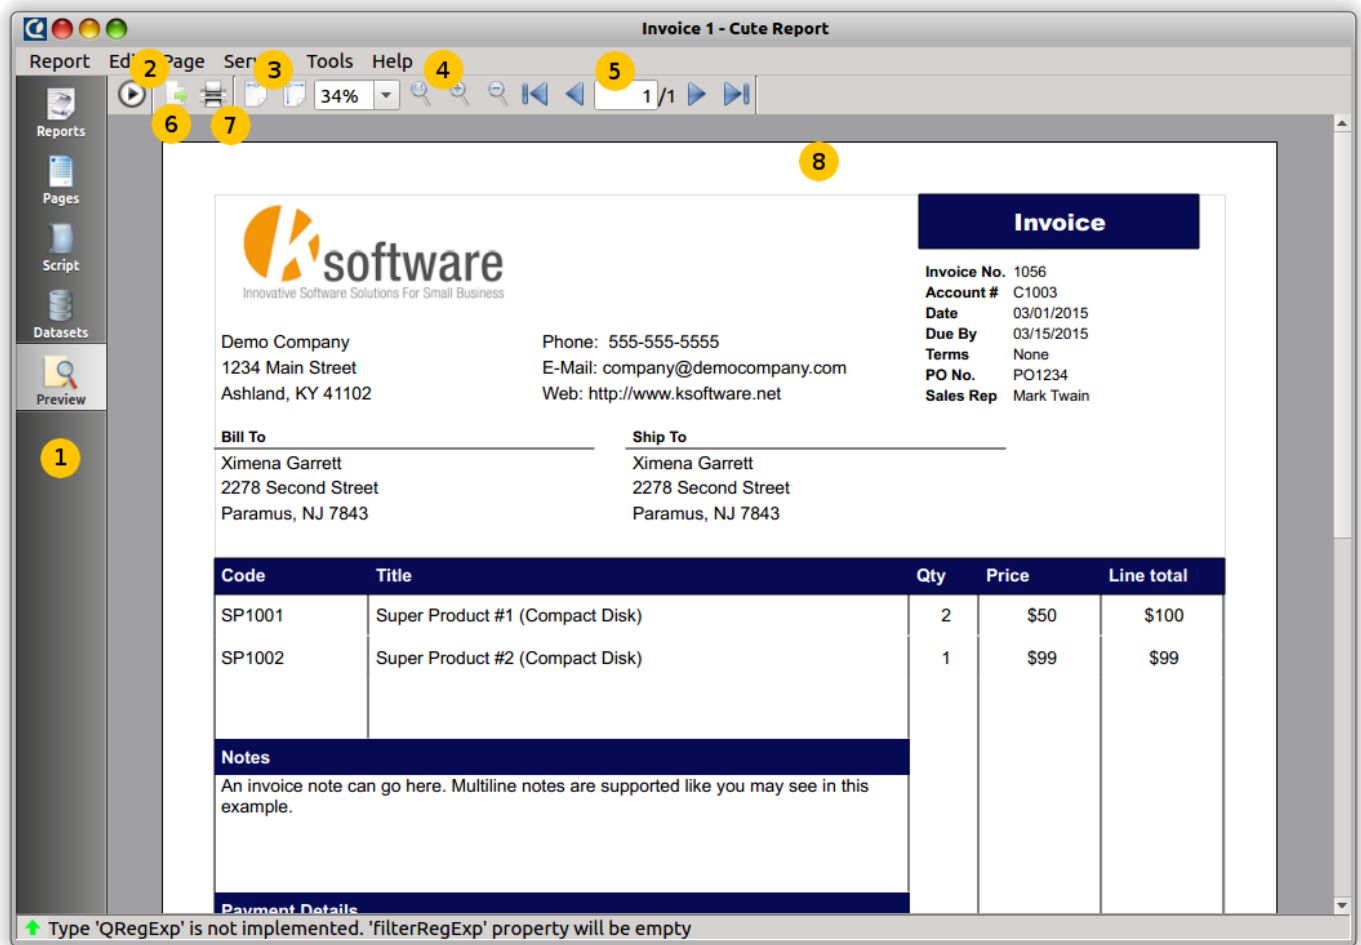 Invoice 1 - Cute Report
Report Edi Page Ser Tools Help
2 3 4 5
34% 1:1 1 /1
6 7
Reports
Pages
Script
Datasets
Preview
1
8
Ksoftware
Innovative Software Solutions For Small Business
Invoice
Invoice No. 1056
Account # C1003
Date 03/01/2015
Due By 03/15/2015
Terms None
PO No. PO1234
Sales Rep Mark Twain
Demo Company Phone: 555-555-5555
1234 Main Street E-Mail: company@democompany.com
Ashland, KY 41102 Web: http://www.ksoftware.net
Bill To Ship To
Ximena Garrett Ximena Garrett
2278 Second Street 2278 Second Street
Paramus, NJ 7843 Paramus, NJ 7843
Code Title Qty Price Line total
SP1001 Super Product #1 (Compact Disk) 2 $50 $100
SP1002 Super Product #2 (Compact Disk) 1 $99 $99
Notes
An invoice note can go here. Multiline notes are supported like you may see in this
example.
Payment Details
Type 'QRegExp' is not implemented. 'filterRegExp' property will be empty